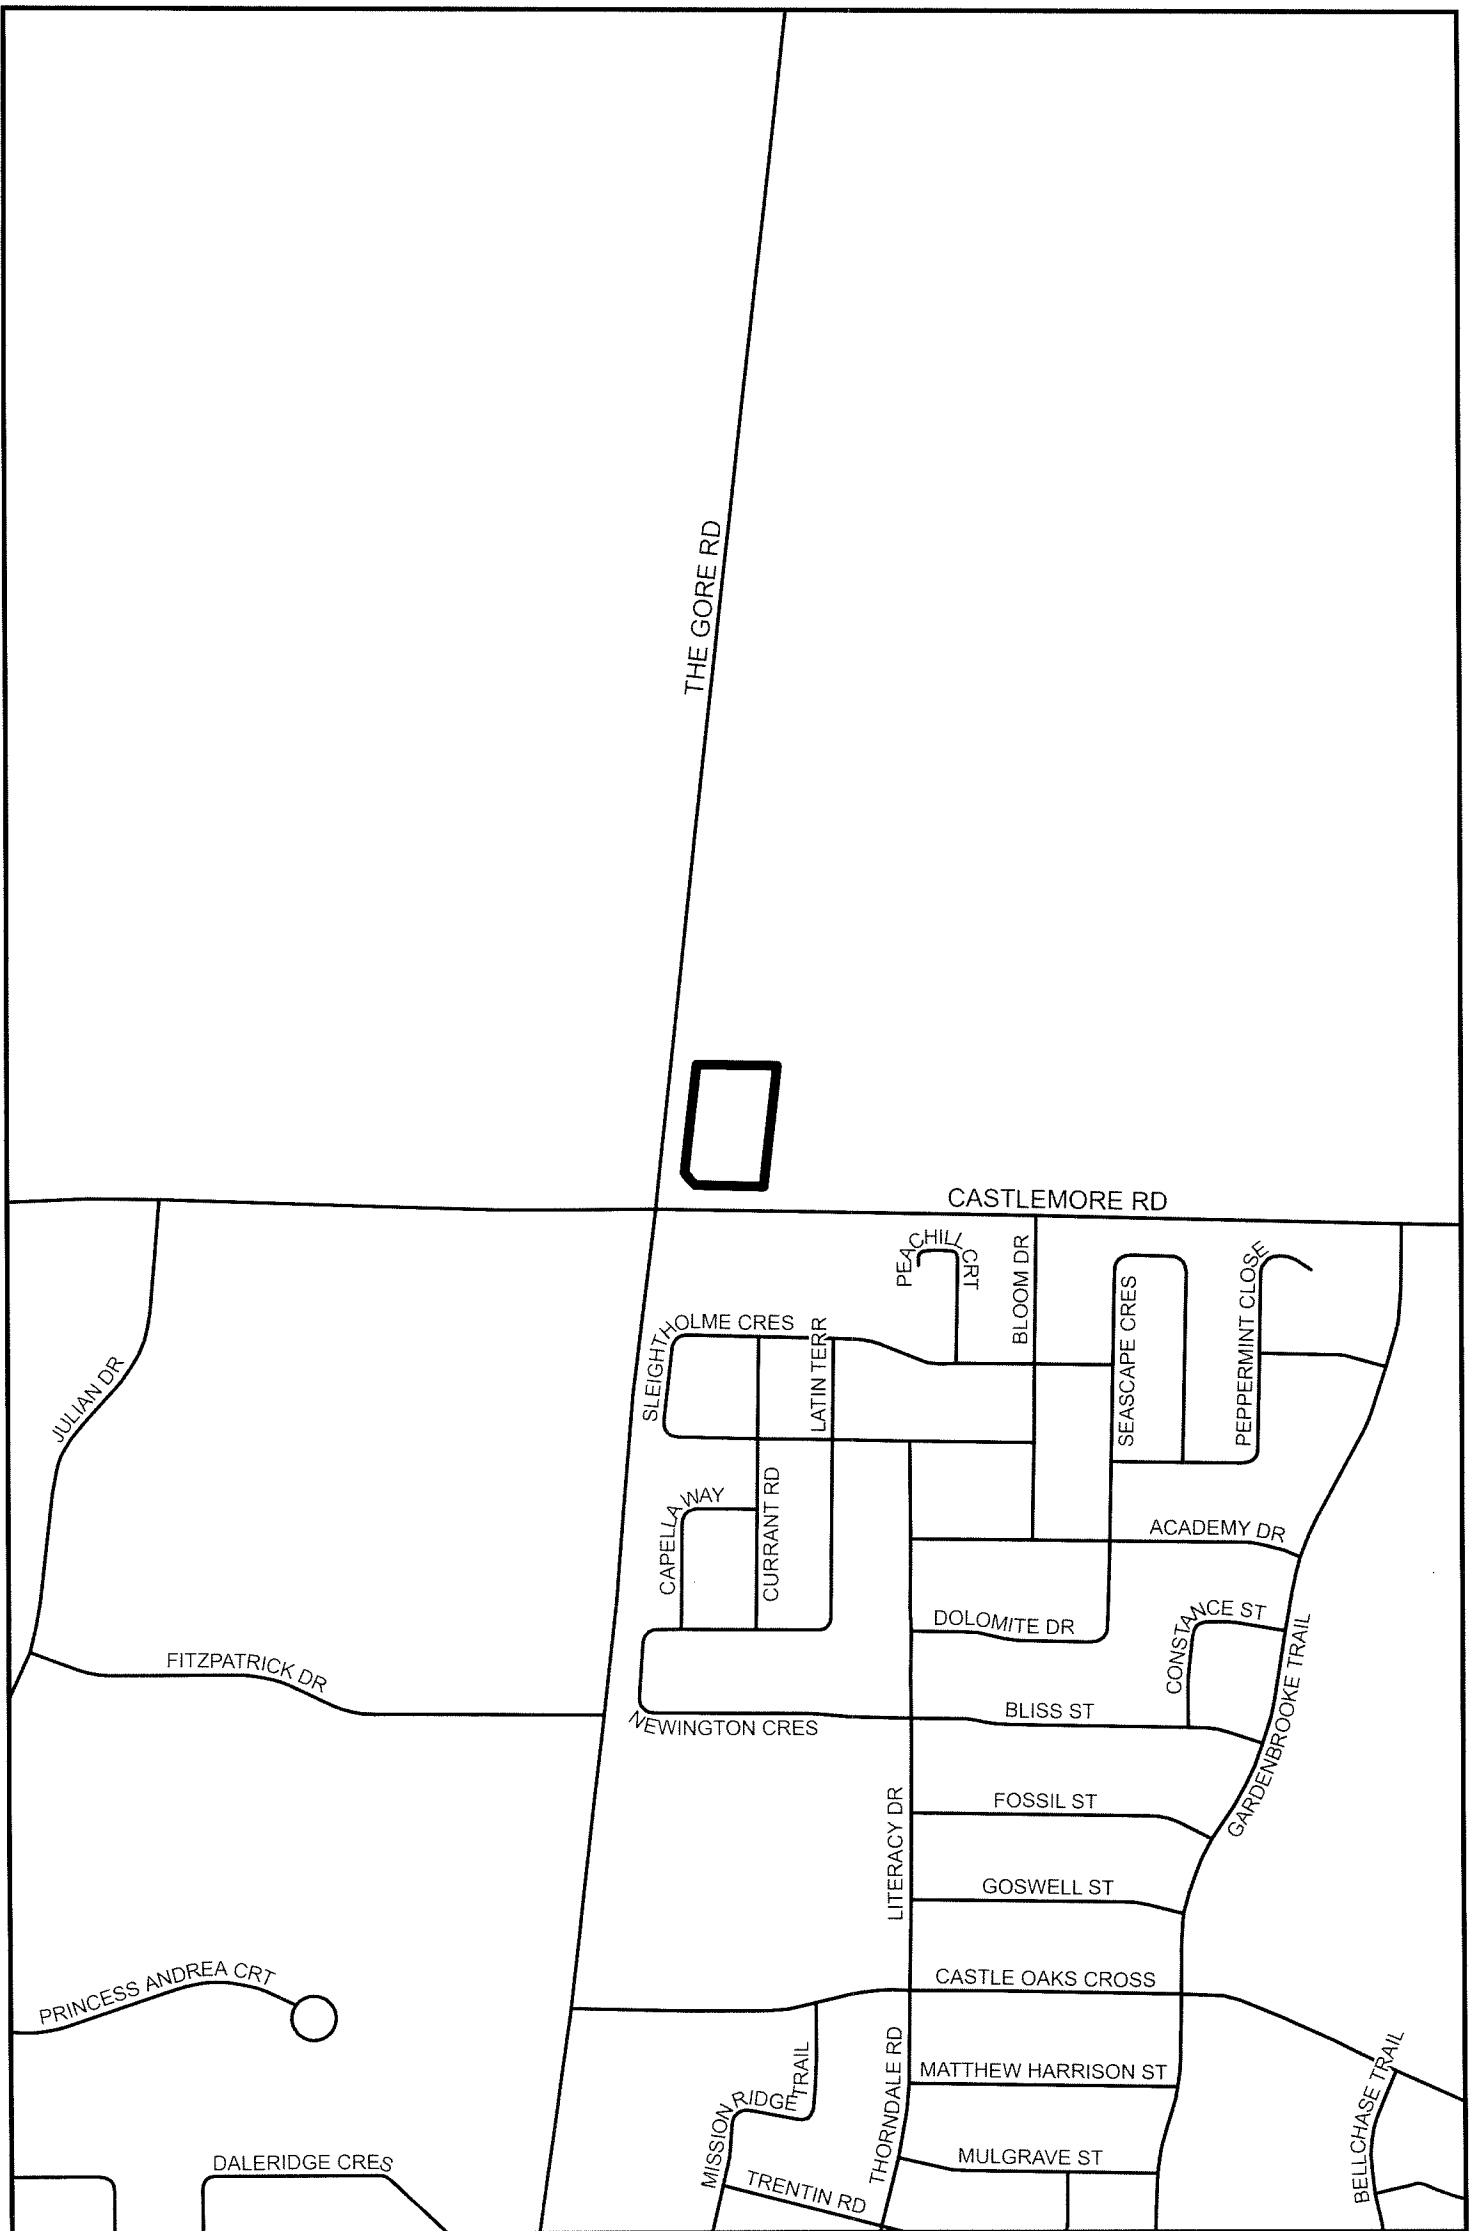 THE GORE RD
CASTLEMORE RD
PEACHILL CRT
BLOOM DR
SEASCAPE CRES
PEPPERMINT CLOSE
SLEIGHTHOLME CRES
LATIN TERR
JULIAN DR
CAPELLA WAY
CURRANT RD
ACADEMY DR
DOLOMITE DR
CONSTANCE ST
GARDENBROOKE TRAIL
FITZPATRICK DR
NEWINGTON CRES
BLISS ST
LITERACY DR
FOSSIL ST
GOSWELL ST
PRINCESS ANDREA CRT
CASTLE OAKS CROSS
MISSION RIDGE TRAIL
THORNDALE RD
MATTHEW HARRISON ST
BELLCHASE TRAIL
DALERIDGE CRES
MULGRAVE ST
TRENTIN RD